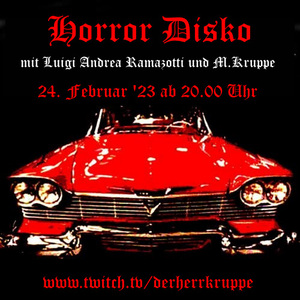 Horror Disko
mit Luigi Andrea Ramazotti und M.Kruppe
24. Februar '23 ab 20.00 Uhr
www.twitch.tv/derherrkruppe